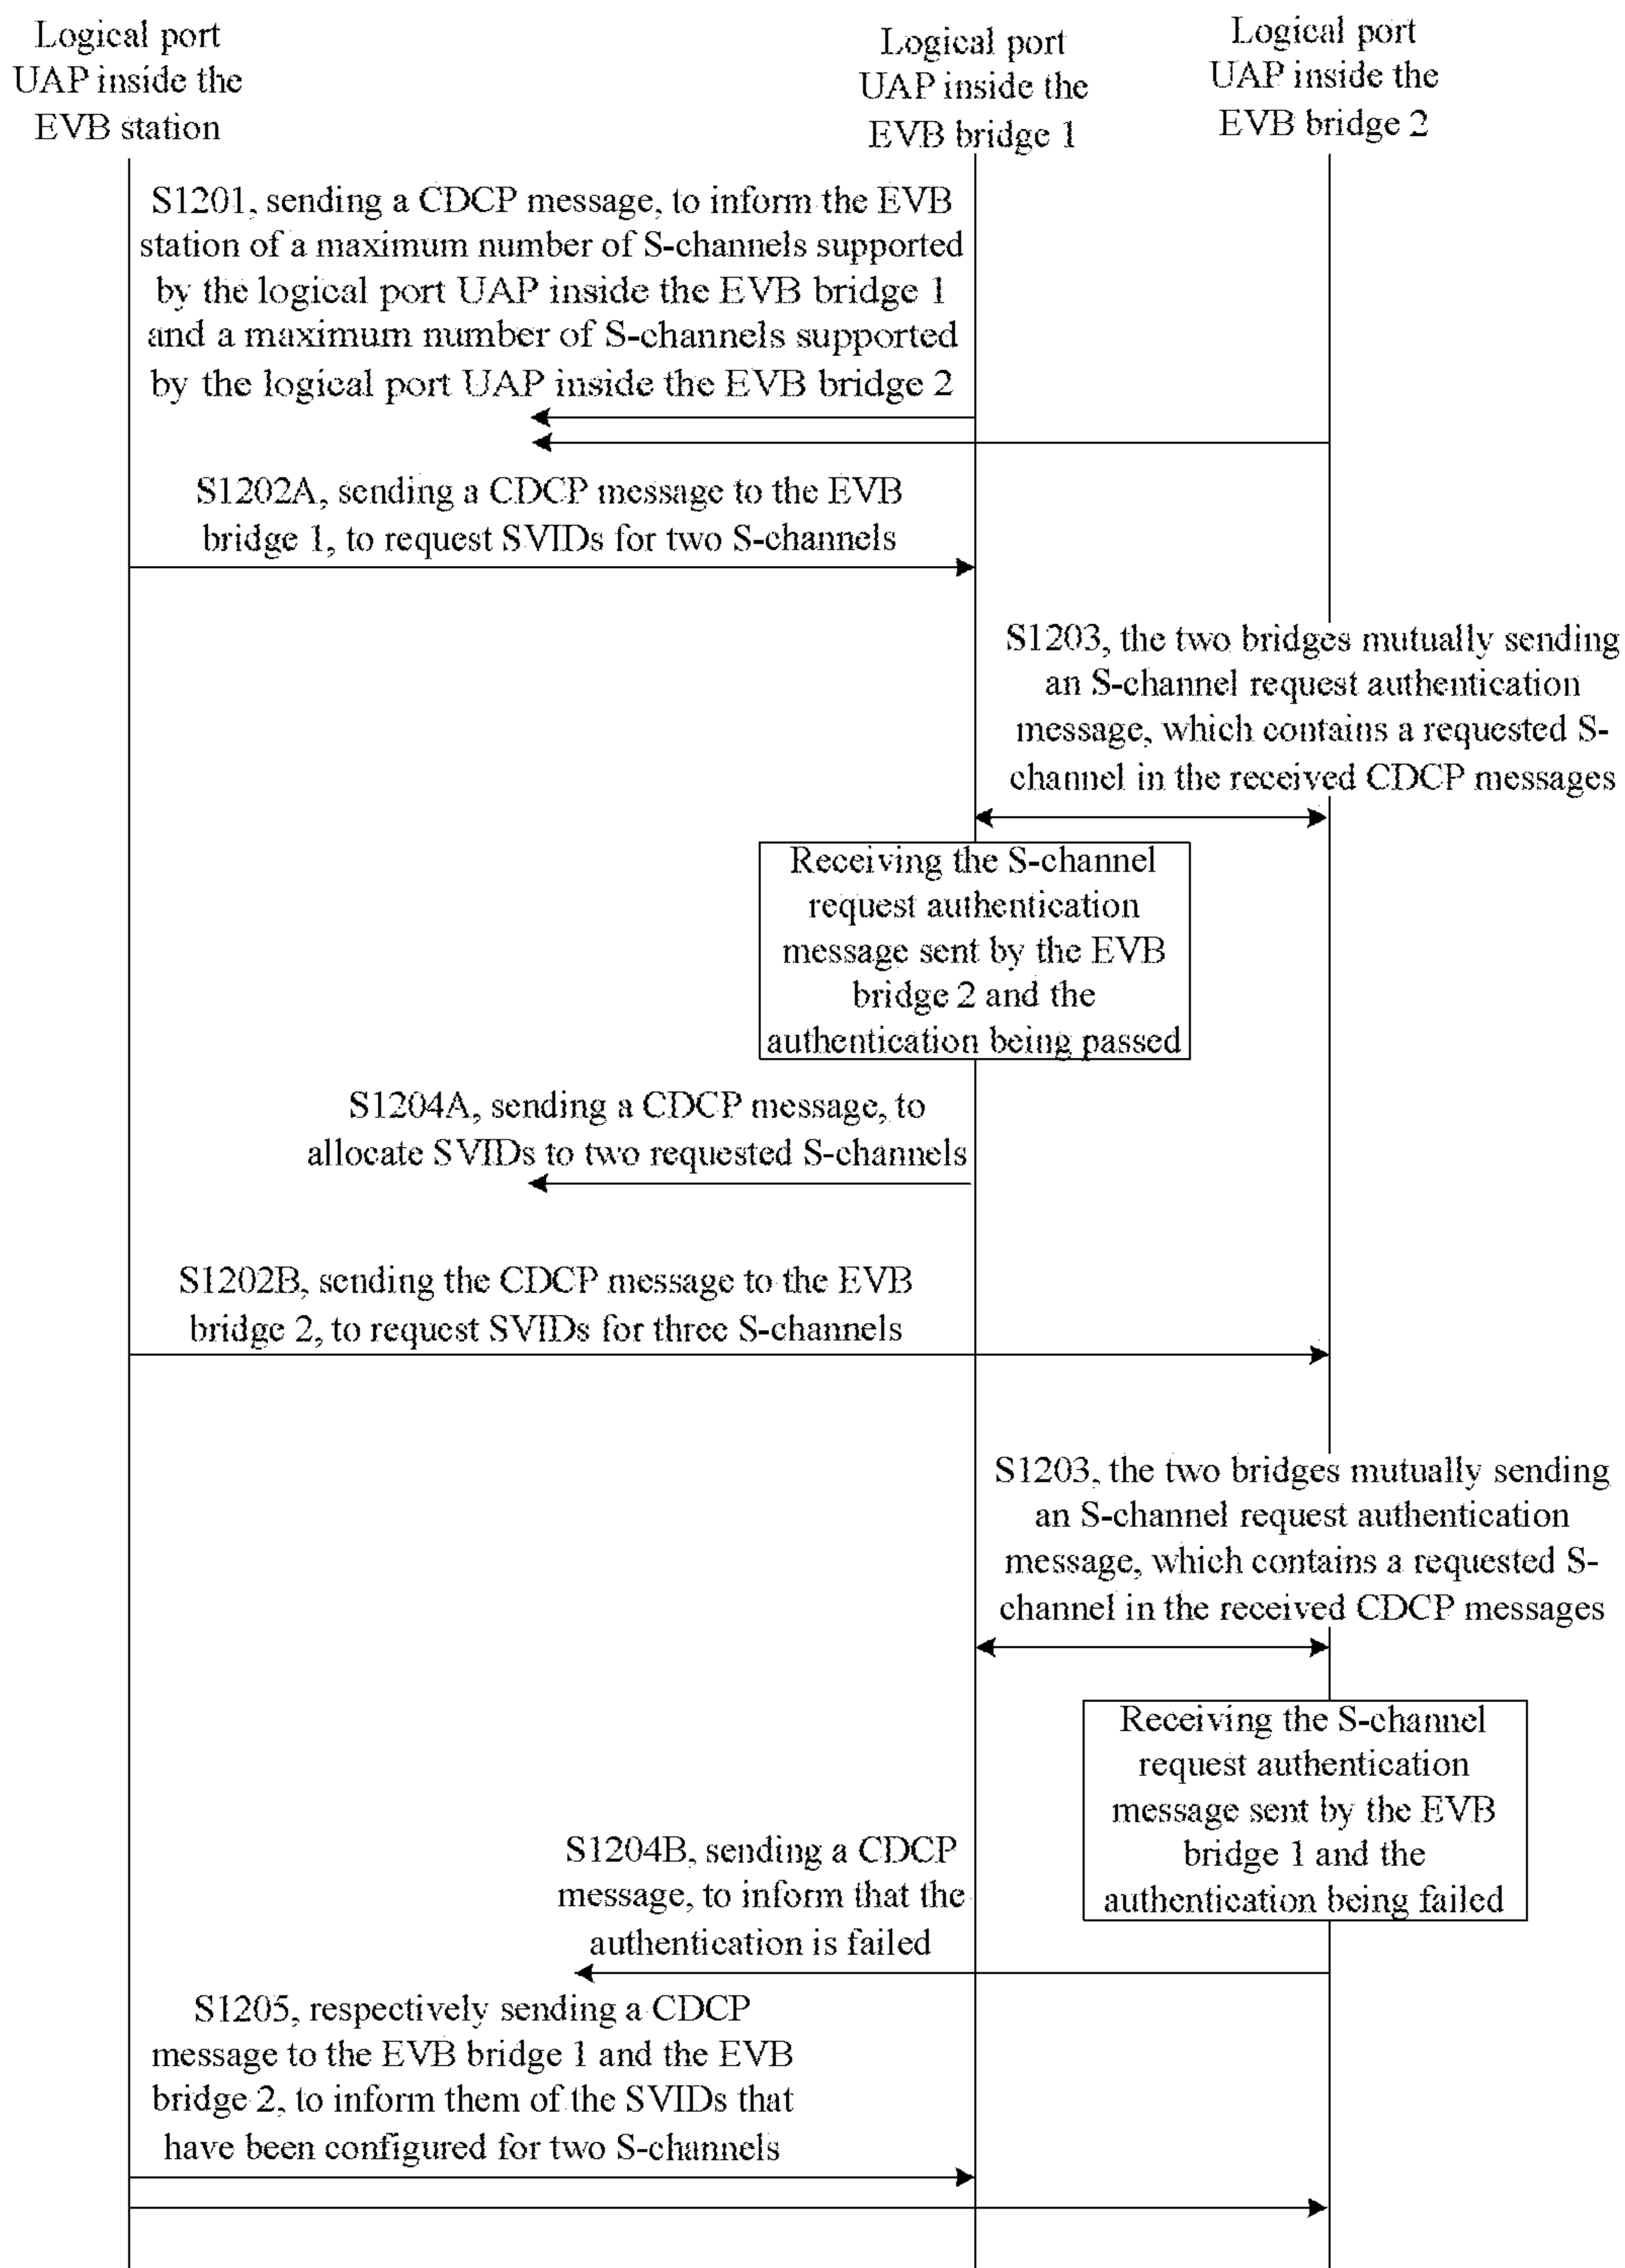 Logical port
UAP inside the
EVB station
Logical port
UAP inside the
EVB bridge 1
Logical port
UAP inside the
EVB bridge 2
S1201, sending a CDCP message, to inform the EVB
station of a maximum number of S-channels supported
by the logical port UAP inside the EVB bridge 1
and a maximum number of S-channels supported
by the logical port UAP inside the EVB bridge 2
S1202A, sending a CDCP message to the EVB
bridge 1, to request SVIDs for two S-channels
S1203, the two bridges mutually sending
an S-channel request authentication
message, which contains a requested S-
channel in the received CDCP messages
Receiving the S-channel
request authentication
message sent by the EVB
bridge 2 and the
authentication being passed
S1204A, sending a CDCP message, to
allocate SVIDs to two requested S-channels
S1202B, sending the CDCP message to the EVB
bridge 2, to request SVIDs for three S-channels
S1203, the two bridges mutually sending
an S-channel request authentication
message, which contains a requested S-
channel in the received CDCP messages
Receiving the S-channel
request authentication
message sent by the EVB
bridge 1 and the
authentication being failed
S1204B, sending a CDCP
message, to inform that the
authentication is failed
S1205, respectively sending a CDCP
message to the EVB bridge 1 and the EVB
bridge 2, to inform them of the SVIDs that
have been configured for two S-channels